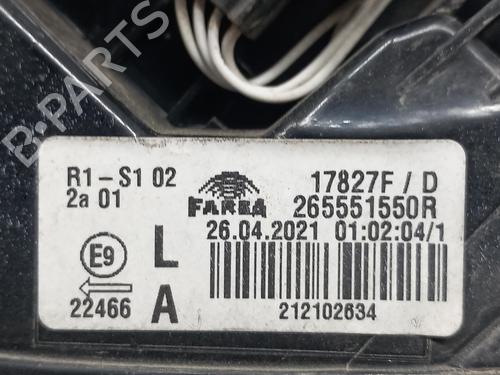 B-PARTS
R1-S1 02
2a 01
FARBA
17827F / D
265551550R
26.04.2021 01:02:04/1
E9
L
22466
A
212102634